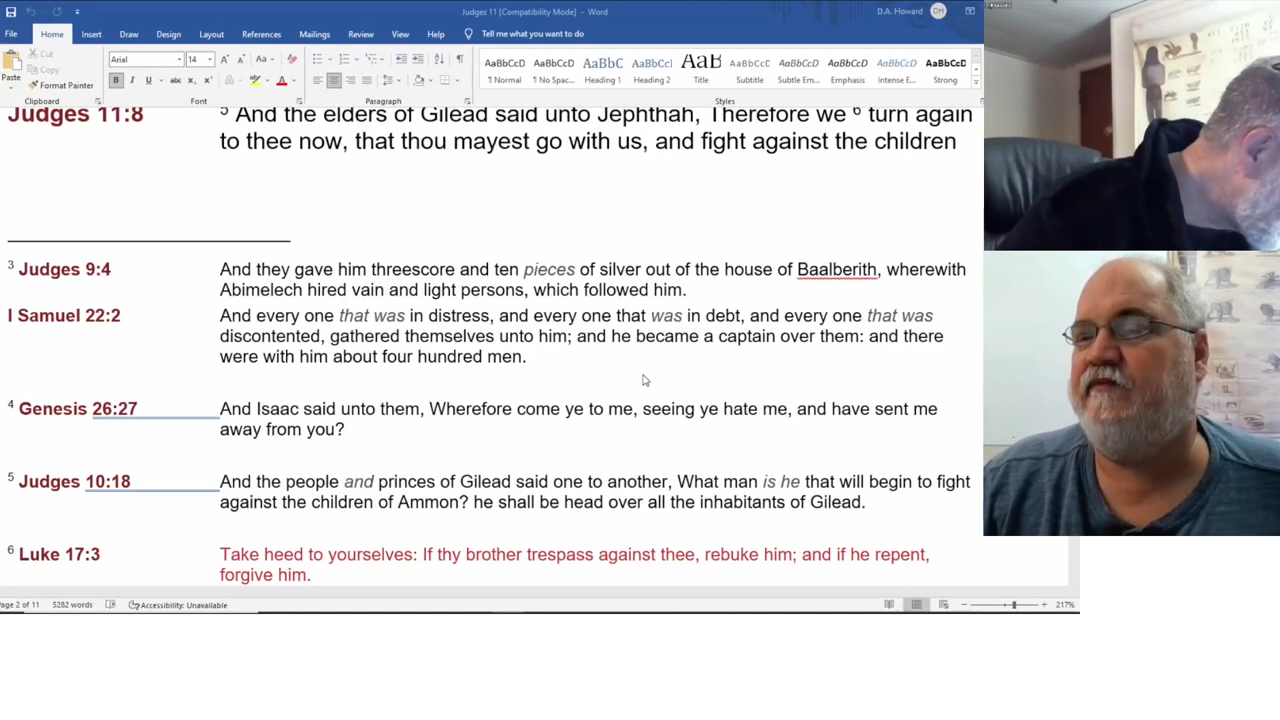 Judges 11 [Compatibility Mode] - Word
D.A. Howard DH
File Home Insert Draw Design Layout References Mailings Review View Help Tell me what you want to do
Cut
Copy
Format Painter
Paste
Arial 14
Clipboard Font Paragraph Styles
AaBbCcD AaBbCcD AaBbC AaBbCcI AaB AaBbCcD AaBbCcD AaBbCcD AaBbCcD AaBbCcD
¶ Normal ¶ No Spac... Heading 1 Heading 2 Title Subtitle Subtle Em... Emphasis Intense E... Strong
Judges 11:8 5 And the elders of Gilead said unto Jephthah, Therefore we 6 turn again
to thee now, that thou mayest go with us, and fight against the children
3 Judges 9:4 And they gave him threescore and ten pieces of silver out of the house of Baalberith, wherewith
Abimelech hired vain and light persons, which followed him.
I Samuel 22:2 And every one that was in distress, and every one that was in debt, and every one that was
discontented, gathered themselves unto him; and he became a captain over them: and there
were with him about four hundred men.
4 Genesis 26:27 And Isaac said unto them, Wherefore come ye to me, seeing ye hate me, and have sent me
away from you?
5 Judges 10:18 And the people and princes of Gilead said one to another, What man is he that will begin to fight
against the children of Ammon? he shall be head over all the inhabitants of Gilead.
6 Luke 17:3 Take heed to yourselves: If thy brother trespass against thee, rebuke him; and if he repent,
forgive him.
Page 2 of 11 5282 words Accessibility: Unavailable 217%